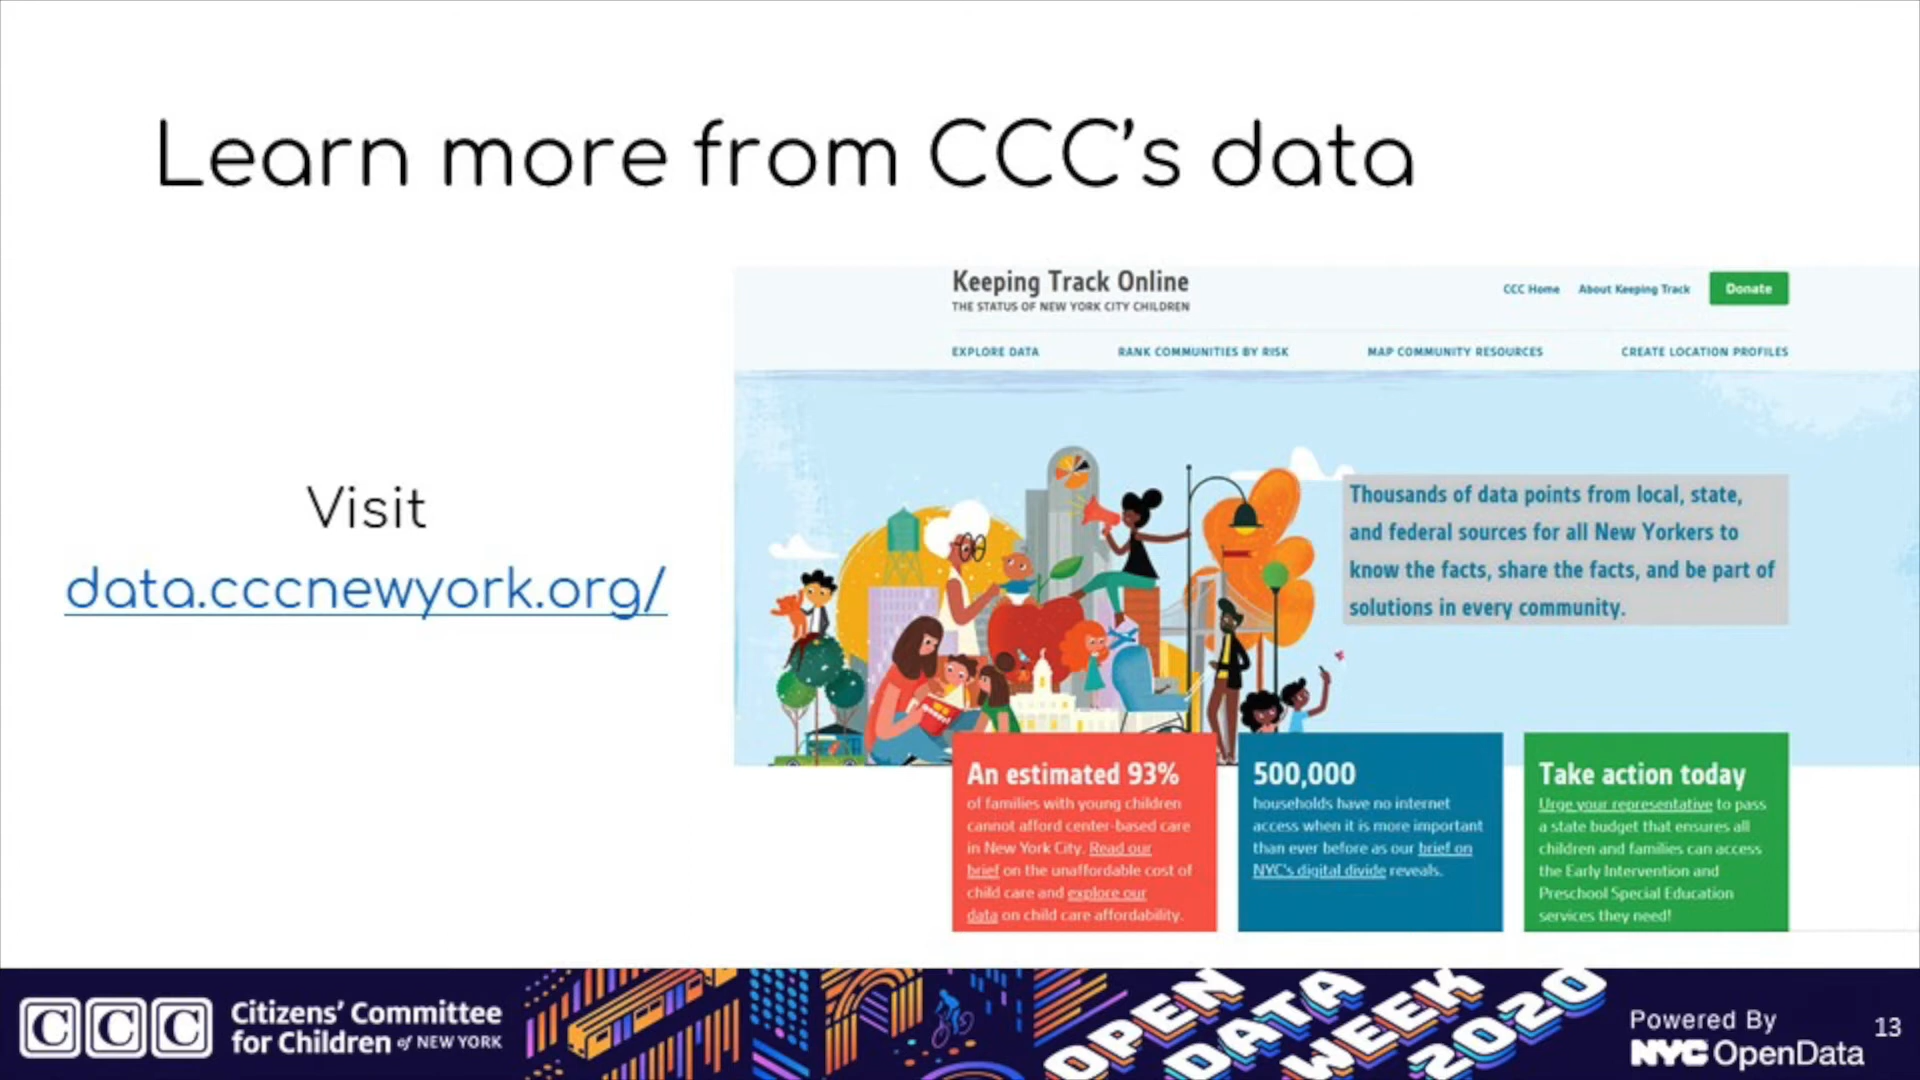 Learn more from CCC's data
Visit
data.cccnewyork.org/
Keeping Track Online
THE STATUS OF NEW YORK CITY CHILDREN
CCC Home About Keeping Track Donate
EXPLORE DATA RANK COMMUNITIES BY RISK MAP COMMUNITY RESOURCES CREATE LOCATION PROFILES
Thousands of data points from local, state,
and federal sources for all New Yorkers to
know the facts, share the facts, and be part of
solutions in every community.
An estimated 93%
of families with young children
cannot afford center-based care
in New York City. Read our
brief on the unaffordable cost of
child care and explore our
data on child care affordability.
500,000
households have no internet
access when it is more important
than ever before as our brief on
NYC's digital divide reveals.
Take action today
Urge your representative to pass
a state budget that ensures all
children and families can access
the Early Intervention and
Preschool Special Education
services they need!
CCC
Citizens' Committee
for Children of NEW YORK
OPEN
DATA
WEEK
2020
Powered By
NYC OpenData
13